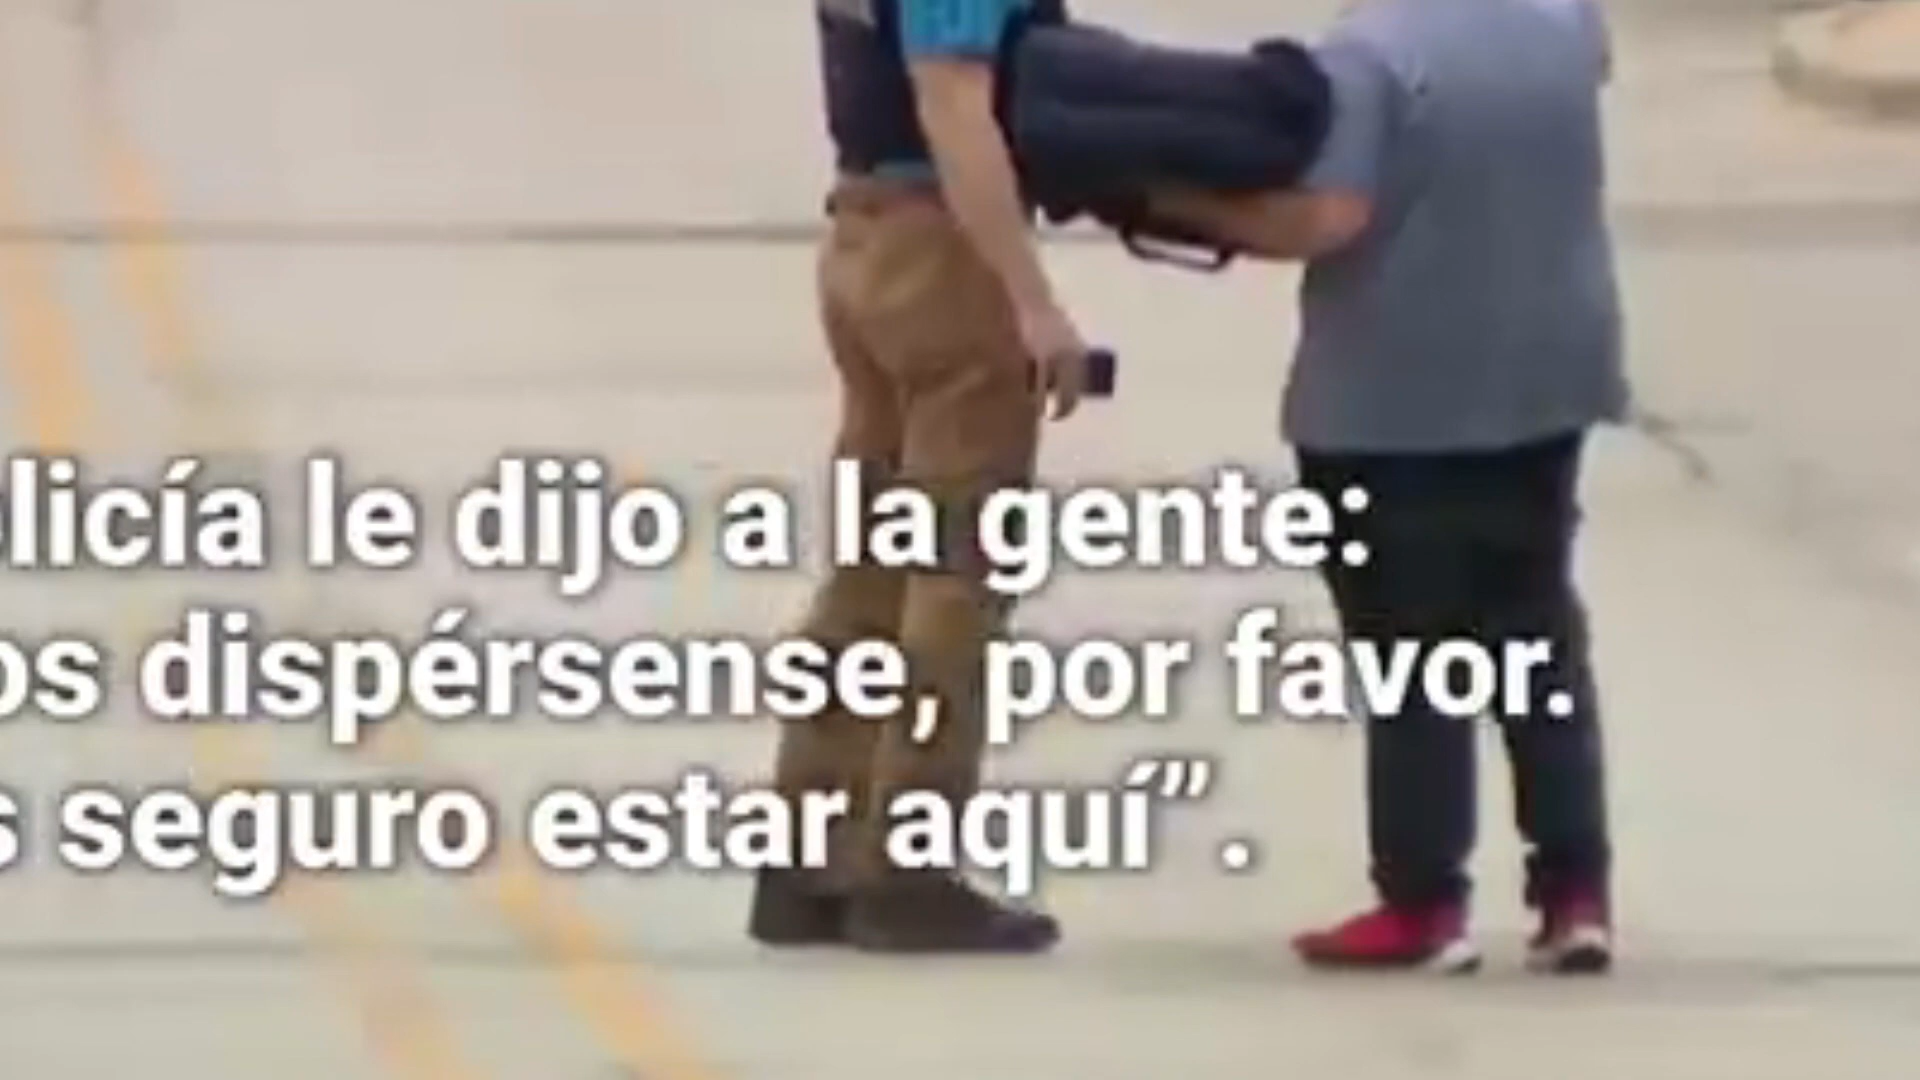 licía le dijo a la gente:
os dispérsense, por favor.
s seguro estar aquí”.